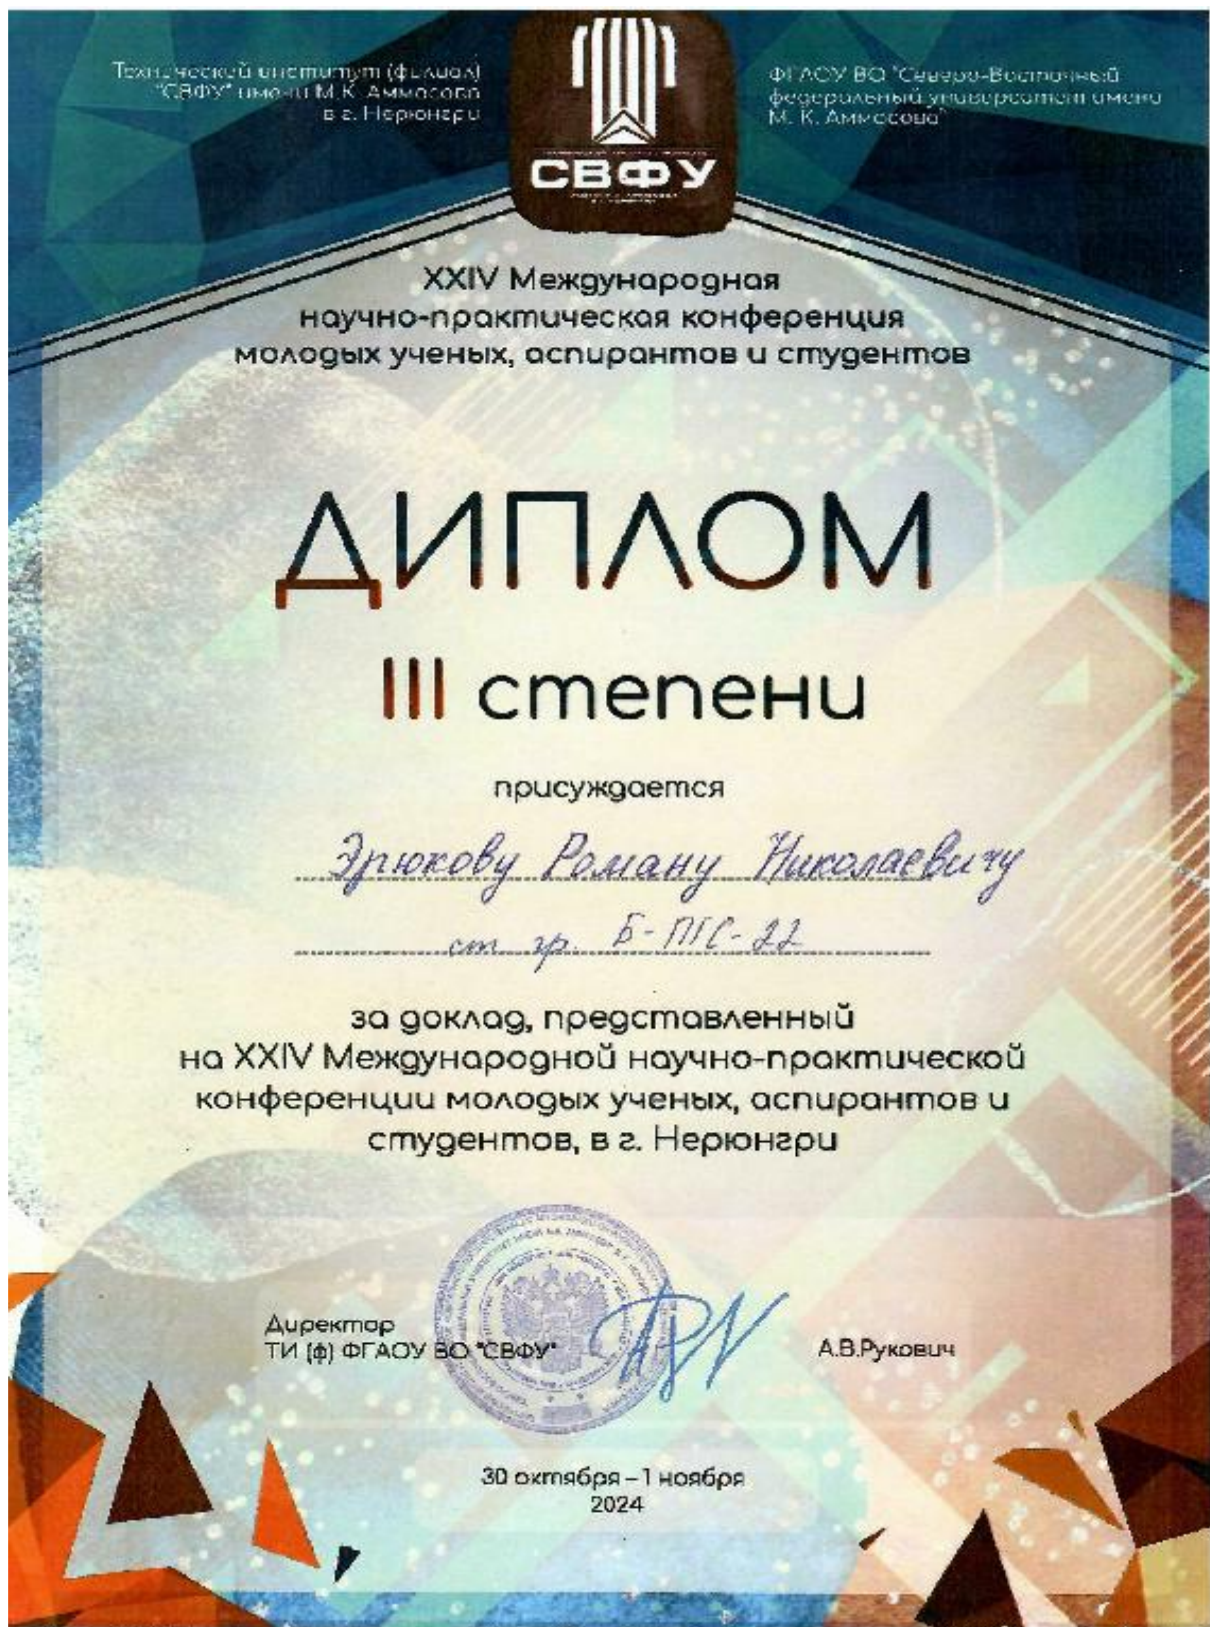 Технический институт (филиал)
"СВФУ" имени М.К. Аммосова
в г. Нерюнгри
ФГАОУ ВО "Северо-Восточный
федеральный университет имени
М. К. Аммосова"
СВФУ
XXIV Международная
научно-практическая конференция
молодых ученых, аспирантов и студентов
ДИПЛОМ
III степени
присуждается
Эрюкову Роману Николаевичу
ст гр. Б-ПГС-22
за доклад, представленный
на XXIV Международной научно-практической
конференции молодых ученых, аспирантов и
студентов, в г. Нерюнгри
Директор
ТИ (ф) ФГАОУ ВО "СВФУ"
А.В.Рукович
30 октября – 1 ноября
2024